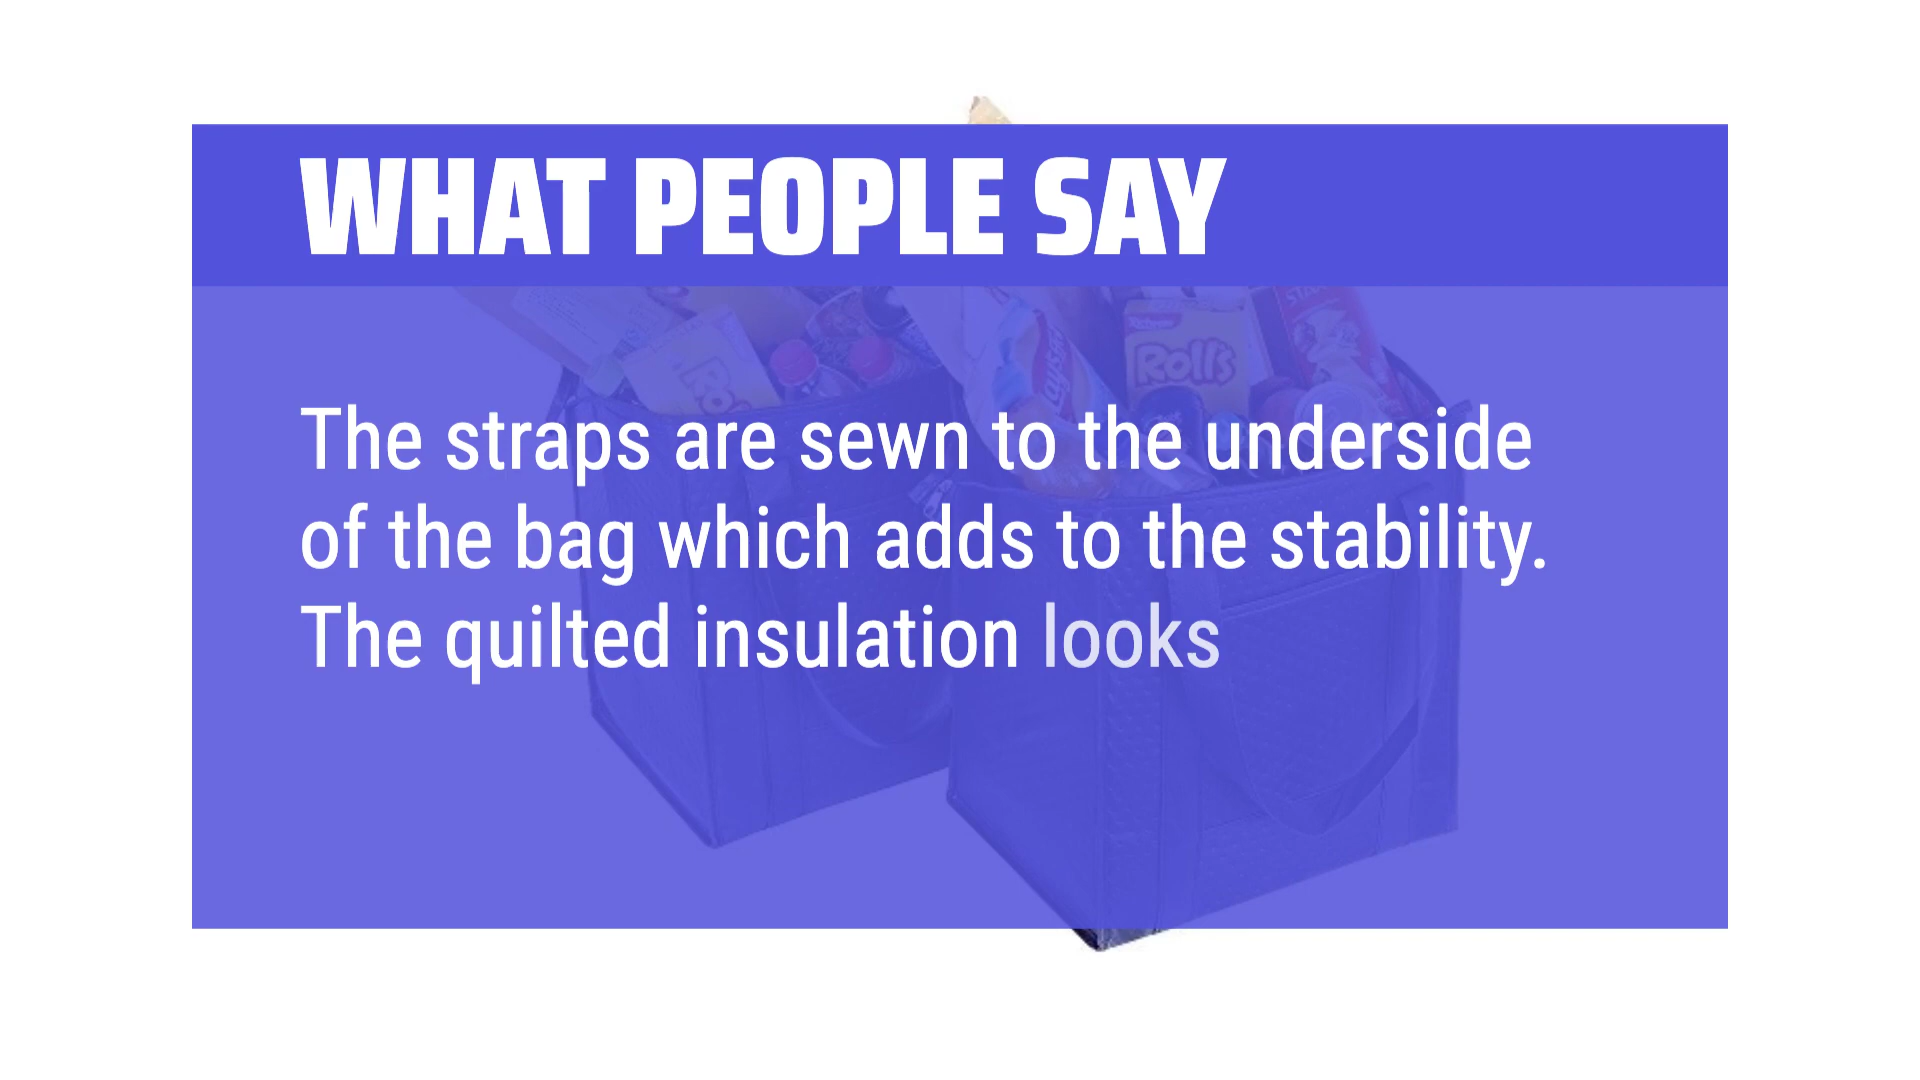 WHAT PEOPLE SAY
The straps are sewn to the underside
of the bag which adds to the stability.
The quilted insulation looks
Roll's